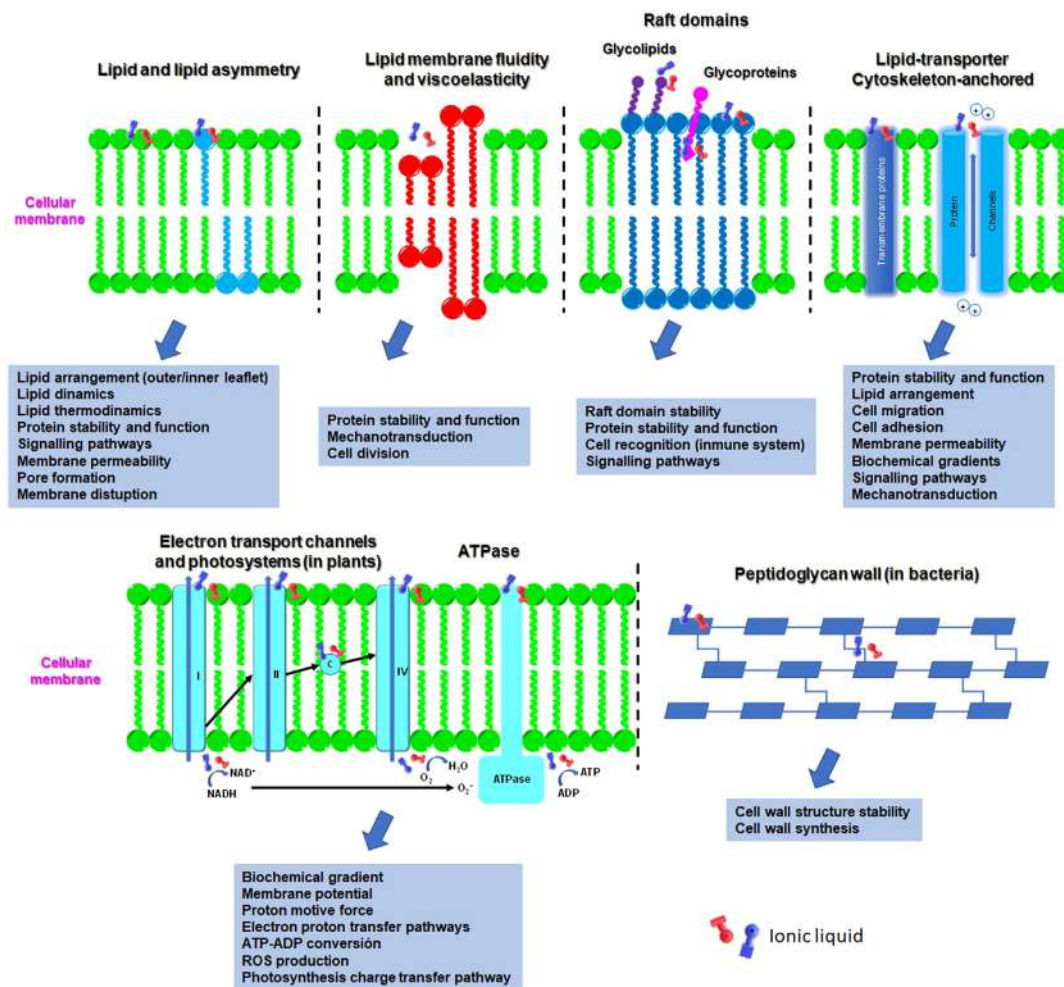 Raft domains
Lipid and lipid asymmetry
Lipid membrane fluidity
and viscoelasticity
Glycolipids
Glycoproteins
Lipid-transporter
Cytoskeleton-anchored
Cellular
membrane
Transmembrane proteins
Protein
Channels
+ +
+ +
Lipid arrangement (outer/inner leaflet)
Lipid dinamics
Lipid thermodinamics
Protein stability and function
Signalling pathways
Membrane permeability
Pore formation
Membrane distuption
Protein stability and function
Mechanotransduction
Cell division
Raft domain stability
Protein stability and function
Cell recognition (inmune system)
Signalling pathways
Protein stability and function
Lipid arrangement
Cell migration
Cell adhesion
Membrane permeability
Biochemical gradients
Signalling pathways
Mechanotransduction
Electron transport channels
and photosystems (in plants)
ATPase
Peptidoglycan wall (in bacteria)
Cellular
membrane
I
II
C
IV
NAD⁺
NADH
O₂
H₂O
O₂⁻
ATPase
ATP
ADP
Cell wall structure stability
Cell wall synthesis
Biochemical gradient
Membrane potential
Proton motive force
Electron proton transfer pathways
ATP-ADP conversión
ROS production
Photosynthesis charge transfer pathway
Ionic liquid